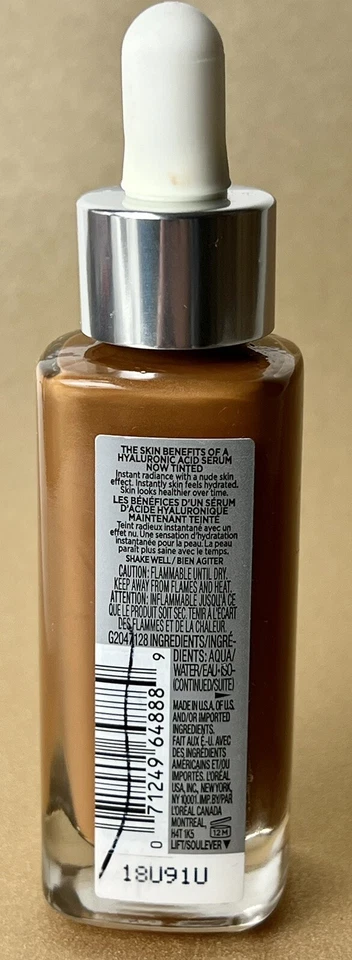 THE SKIN BENEFITS OF A
HYALURONIC ACID SERUM
NOW TINTED
Instant radiance with a nude skin
effect. Instantly skin feels hydrated.
Skin looks healthier over time.
LES BÉNÉFICES D'UN SÉRUM
D'ACIDE HYALURONIQUE
MAINTENANT TEINTÉ
Teint radieux instantané avec un
effet nu. Une sensation d'hydratation
instantanée pour la peau. La peau
paraît plus saine avec le temps.
SHAKE WELL / BIEN AGITER
CAUTION: FLAMMABLE UNTIL DRY.
KEEP AWAY FROM FLAMES AND HEAT.
ATTENTION: INFLAMMABLE JUSQU'À CE
QUE LE PRODUIT SOIT SEC. TENIR À L'ÉCART
DES FLAMMES ET DE LA CHALEUR.
G2047128 INGREDIENTS/INGRÉ-
DIENTS: AQUA/
WATER/EAU•ISO-
(CONTINUED/SUITE)
MADE IN U.S.A. OF U.S.
AND/OR IMPORTED
INGREDIENTS.
FAIT AUX É.-U. AVEC
DES INGRÉDIENTS
AMÉRICAINS ET/OU
IMPORTÉS. L'ORÉAL
USA, INC., NEW YORK,
NY 10001. IMP. BY/PAR
L'ORÉAL CANADA
MONTREAL,
H4T 1K5
12 M
LIFT/SOULEVER
0 71249 64888 9
18U91U